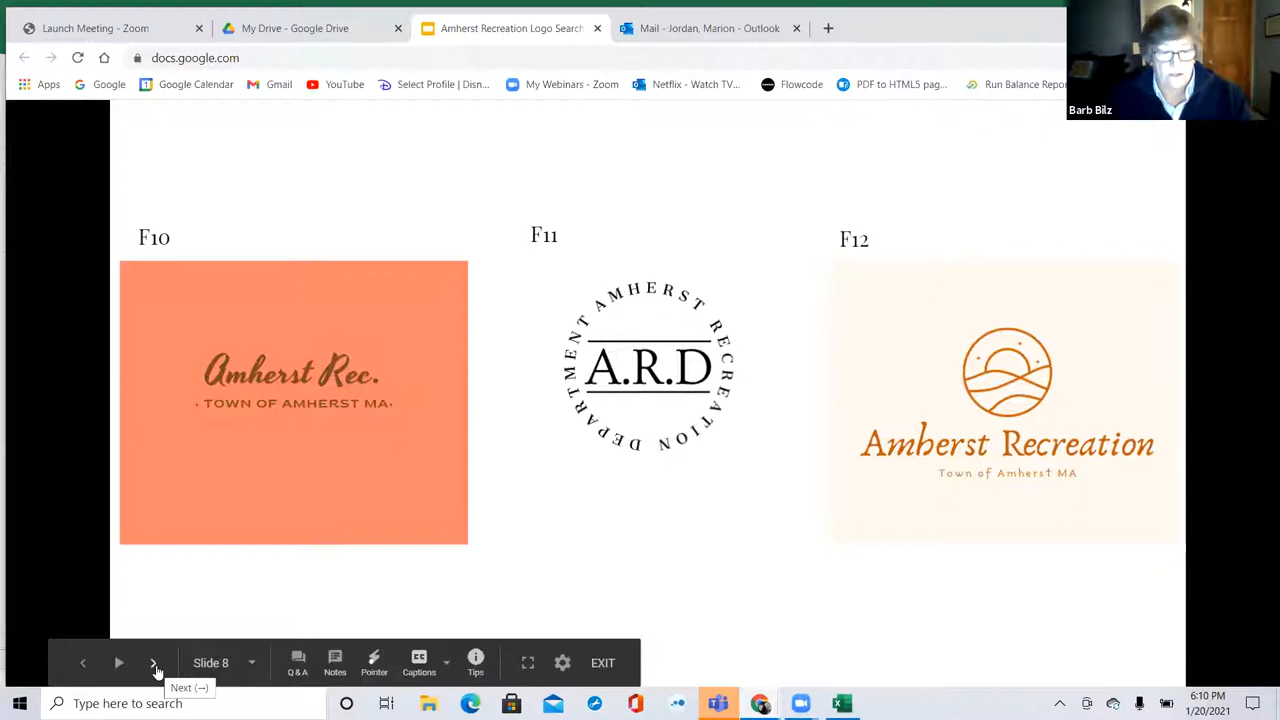 Launch Meeting - Zoom
My Drive - Google Drive
Amherst Recreation Logo Search
Mail - Jordan, Marion - Outlook
docs.google.com
Apps
Google
Google Calendar
Gmail
YouTube
Select Profile | Disn...
My Webinars - Zoom
Netflix - Watch TV...
Flowcode
PDF to HTML5 pag...
Run Balance Repor
Barb Bilz
F10
F11
F12
Amherst Rec.
· TOWN OF AMHERST MA·
AMHERST RECREATION DEPARTMENT
A.R.D
Amherst Recreation
Town of Amherst MA
Slide 8
Q & A
Notes
Pointer
Captions
Tips
EXIT
Next (→)
Type here to search
6:10 PM
1/20/2021